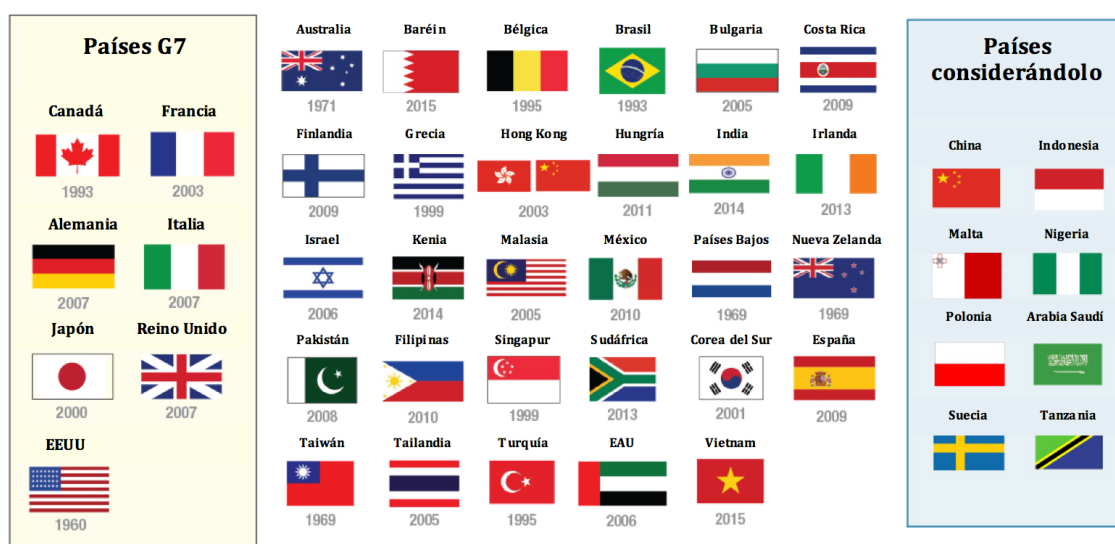 Países G7
Canadá Francia
1993 2003
Alemania Italia
2007 2007
Japón Reino Unido
2000 2007
EEUU
1960
Australia Baréin Bélgica Brasil Bulgaria Costa Rica
1971 2015 1995 1993 2005 2009
Finlandia Grecia Hong Kong Hungría India Irlanda
2009 1999 2003 2011 2014 2013
Israel Kenia Malasia México Países Bajos Nueva Zelanda
2006 2014 2005 2010 1969 1969
Pakistán Filipinas Singapur Sudáfrica Corea del Sur España
2008 2010 1999 2013 2001 2009
Taiwán Tailandia Turquía EAU Vietnam
1969 2005 1995 2006 2015
Países
considerándolo
China Indonesia
Malta Nigeria
Polonia Arabia Saudí
Suecia Tanzania